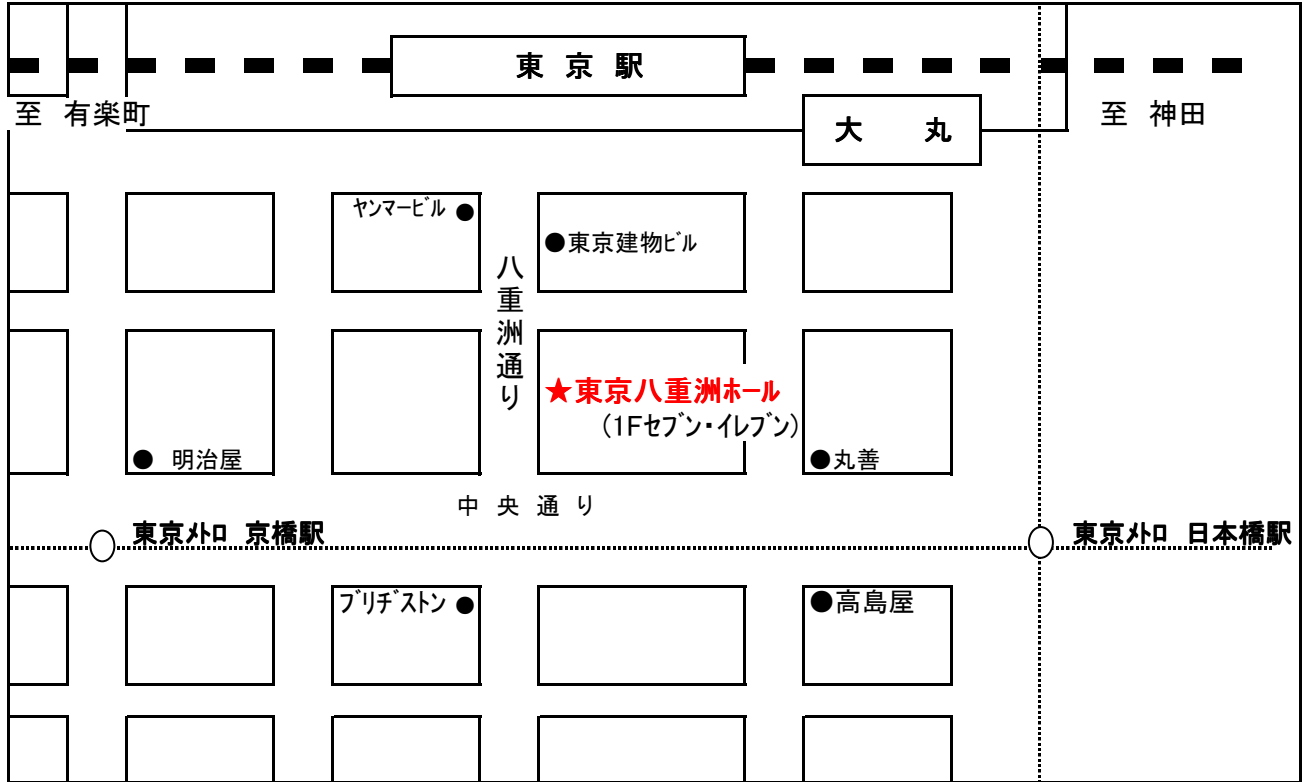 東 京 駅
至 有楽町
大 丸
至 神田
ヤンマービル ●
●東京建物ビル
八重洲通り
★東京八重洲ホール
(1Fセブン・イレブン)
● 明治屋
●丸善
中 央 通 り
東京メトロ 京橋駅
東京メトロ 日本橋駅
ブリヂストン ●
●高島屋